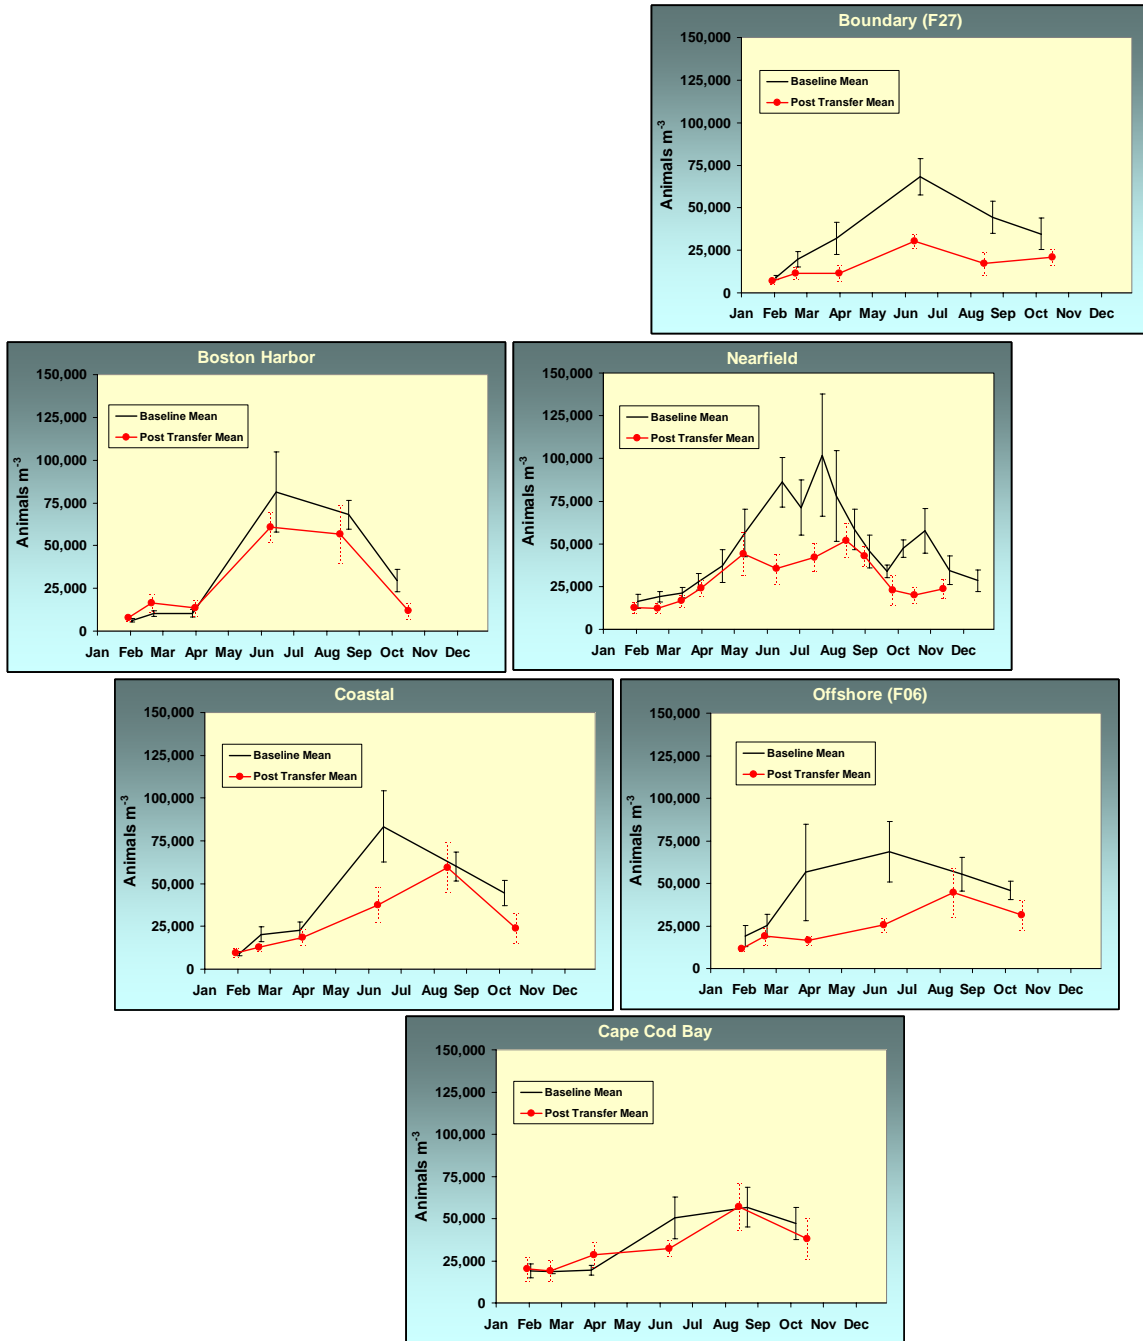 Boundary (F27)
150,000
125,000
100,000
75,000
50,000
25,000
0
Animals m-3
Baseline Mean
Post Transfer Mean
Jan Feb Mar Apr May Jun Jul Aug Sep Oct Nov Dec
Boston Harbor
150,000
125,000
100,000
75,000
50,000
25,000
0
Animals m-3
Baseline Mean
Post Transfer Mean
Jan Feb Mar Apr May Jun Jul Aug Sep Oct Nov Dec
Nearfield
150,000
125,000
100,000
75,000
50,000
25,000
0
Animals m-3
Baseline Mean
Post Transfer Mean
Jan Feb Mar Apr May Jun Jul Aug Sep Oct Nov Dec
Coastal
150,000
125,000
100,000
75,000
50,000
25,000
0
Animals m-3
Baseline Mean
Post Transfer Mean
Jan Feb Mar Apr May Jun Jul Aug Sep Oct Nov Dec
Offshore (F06)
150,000
125,000
100,000
75,000
50,000
25,000
0
Animals m-3
Baseline Mean
Post Transfer Mean
Jan Feb Mar Apr May Jun Jul Aug Sep Oct Nov Dec
Cape Cod Bay
150,000
125,000
100,000
75,000
50,000
25,000
0
Animals m-3
Baseline Mean
Post Transfer Mean
Jan Feb Mar Apr May Jun Jul Aug Sep Oct Nov Dec